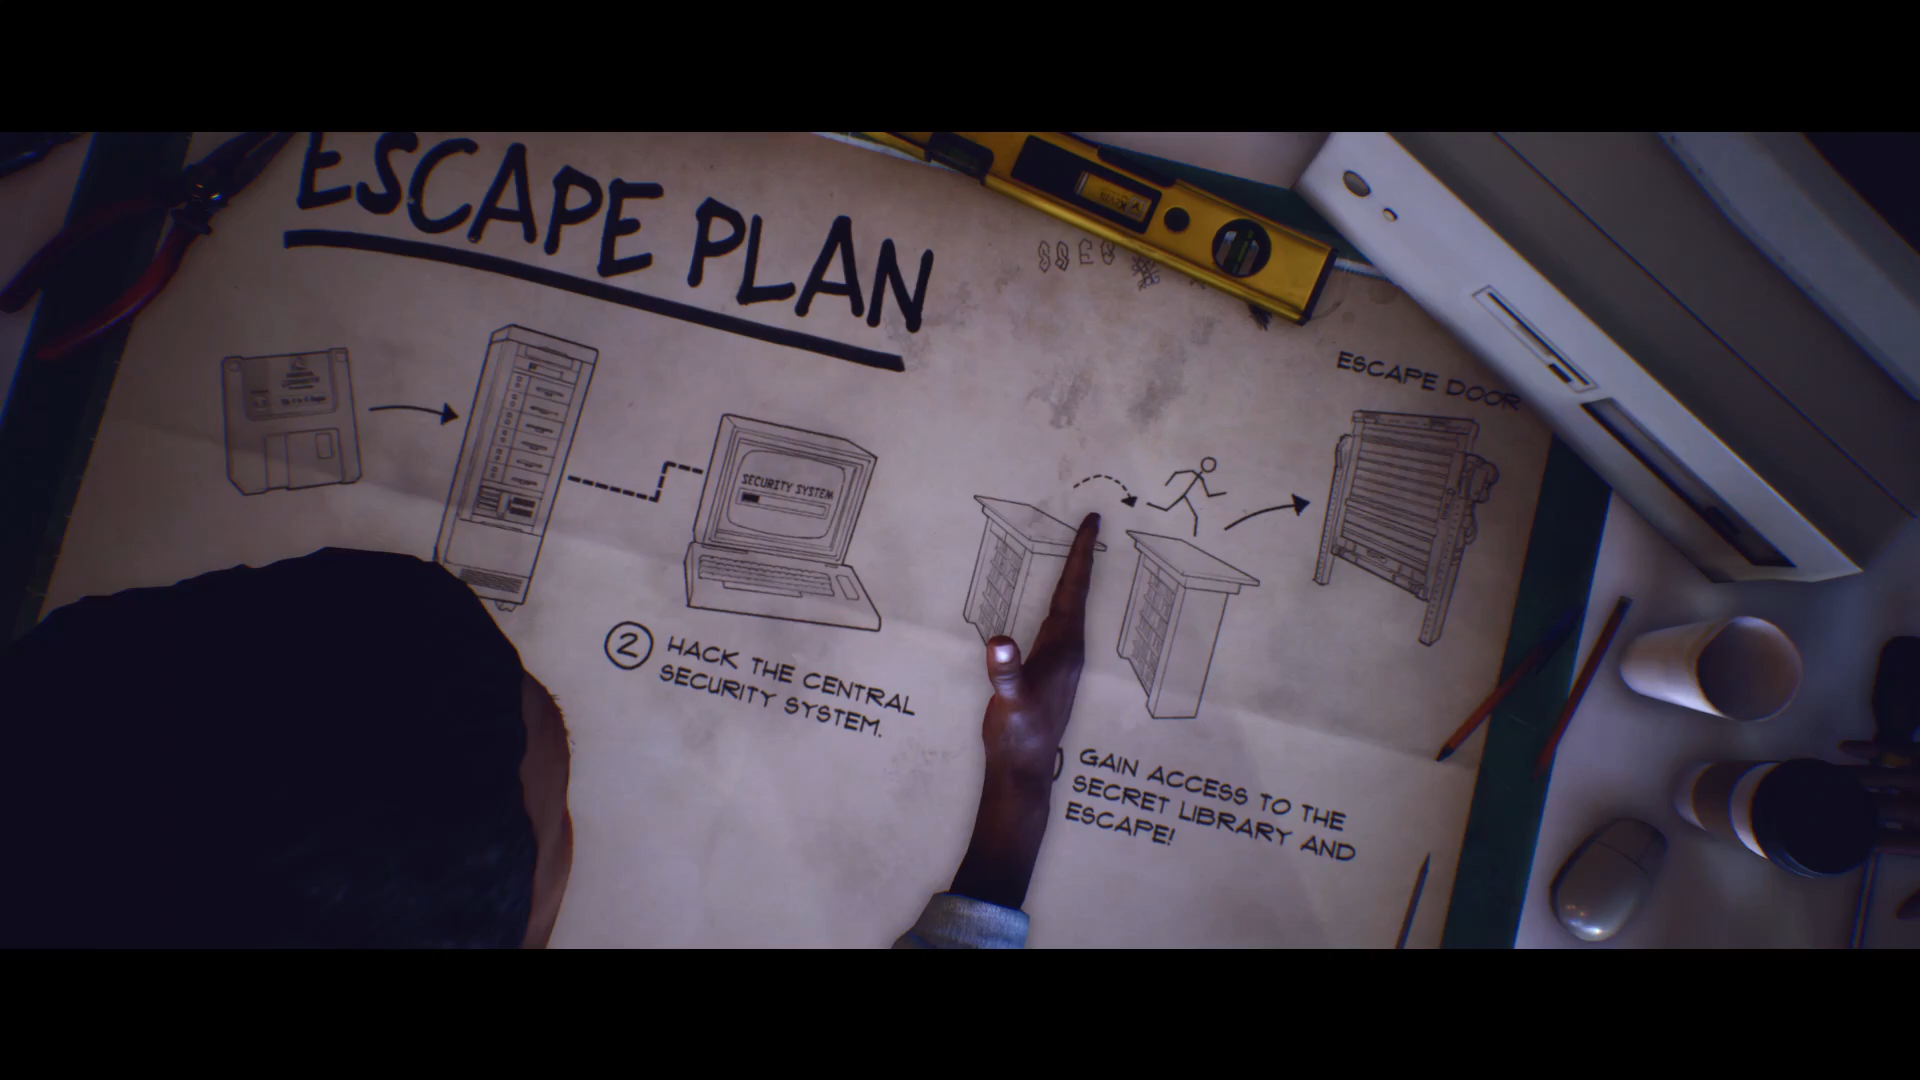 ESCAPE PLAN
ESCAPE DOOR
SECURITY SYSTEM
2 HACK THE CENTRAL
SECURITY SYSTEM.
GAIN ACCESS TO THE
SECRET LIBRARY AND
ESCAPE!